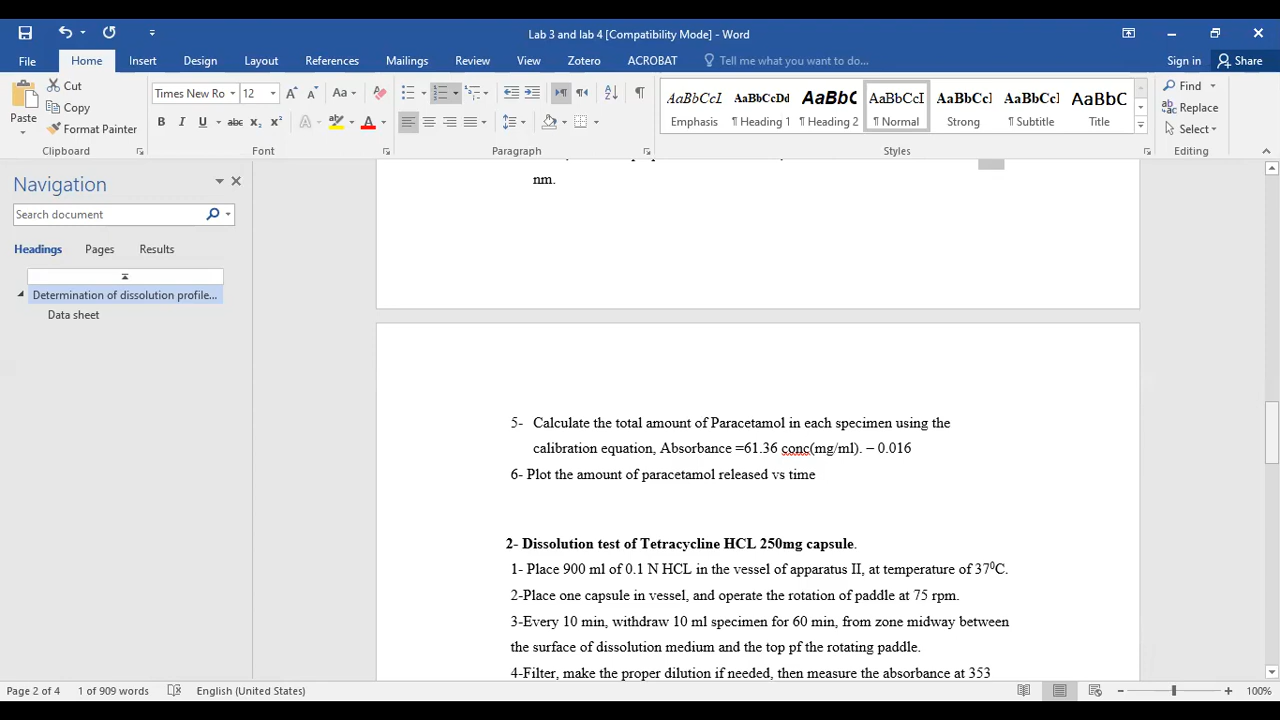 Lab 3 and lab 4 [Compatibility Mode] - Word
File Home Insert Design Layout References Mailings Review View Zotero ACROBAT Tell me what you want to do... Sign in Share
Cut
Copy
Format Painter
Paste
Times New Ro 12
AaBbCcI AaBbCcDd AaBbC AaBbCcI AaBbCcI AaBbCcI AaBbC
Emphasis ¶ Heading 1 ¶ Heading 2 ¶ Normal Strong ¶ Subtitle Title
Find
Replace
Select
Clipboard Font Paragraph Styles Editing
Navigation
Search document
Headings Pages Results
Determination of dissolution profile...
Data sheet
nm.
5- Calculate the total amount of Paracetamol in each specimen using the
calibration equation, Absorbance =61.36 conc(mg/ml). – 0.016
6- Plot the amount of paracetamol released vs time
2- Dissolution test of Tetracycline HCL 250mg capsule.
1- Place 900 ml of 0.1 N HCL in the vessel of apparatus II, at temperature of 37⁰C.
2-Place one capsule in vessel, and operate the rotation of paddle at 75 rpm.
3-Every 10 min, withdraw 10 ml specimen for 60 min, from zone midway between
the surface of dissolution medium and the top pf the rotating paddle.
4-Filter, make the proper dilution if needed, then measure the absorbance at 353
Page 2 of 4 1 of 909 words English (United States) 100%